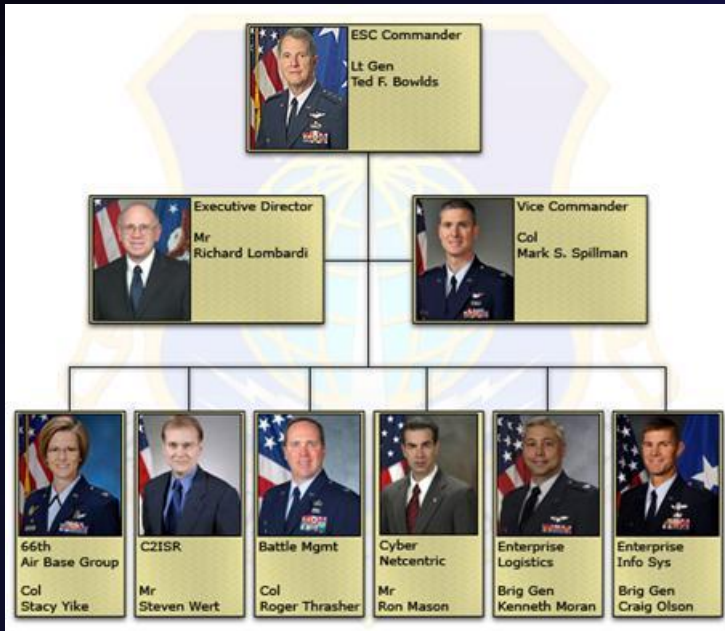 ESC Commander
Lt Gen
Ted F. Bowlds
Executive Director
Mr
Richard Lombardi
Vice Commander
Col
Mark S. Spillman
66th
Air Base Group
Col
Stacy Yike
C2ISR
Mr
Steven Wert
Battle Mgmt
Col
Roger Thrasher
Cyber
Netcentric
Mr
Ron Mason
Enterprise
Logistics
Brig Gen
Kenneth Moran
Enterprise
Info Sys
Brig Gen
Craig Olson